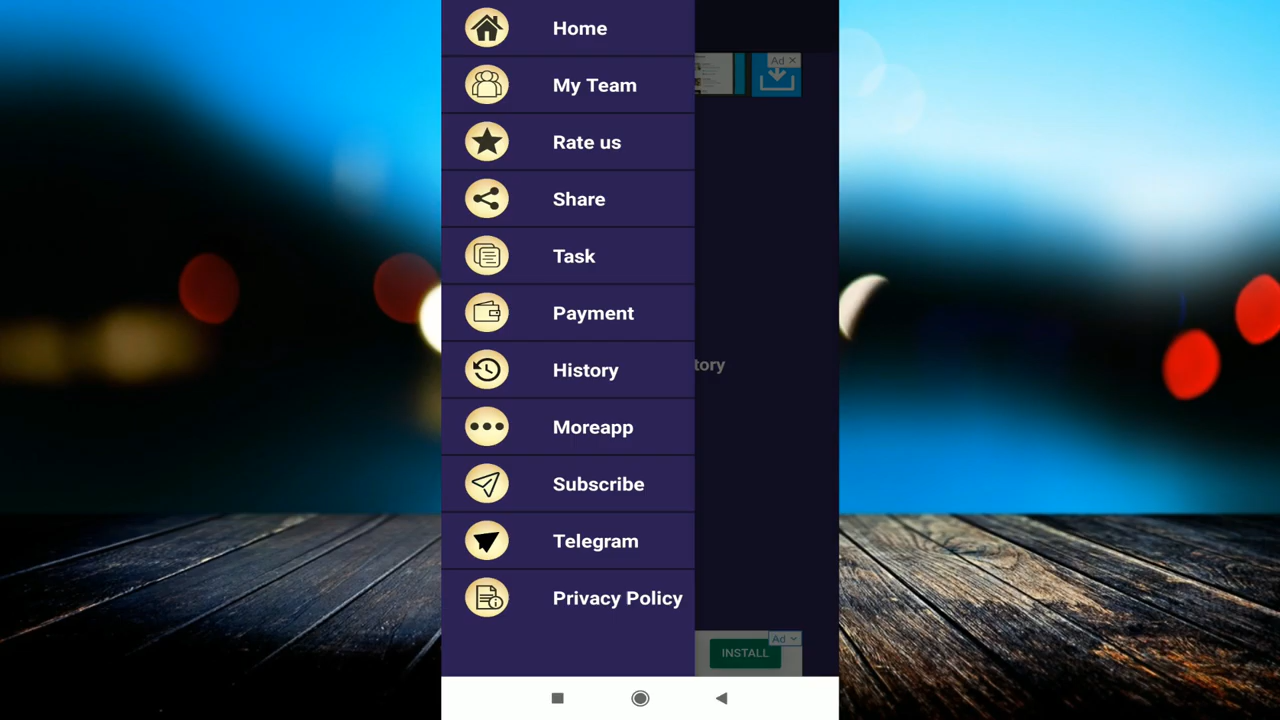 Home
Ad
My Team
Rate us
Share
Task
Payment
History
tory
Moreapp
Subscribe
Telegram
Privacy Policy
Ad
INSTALL